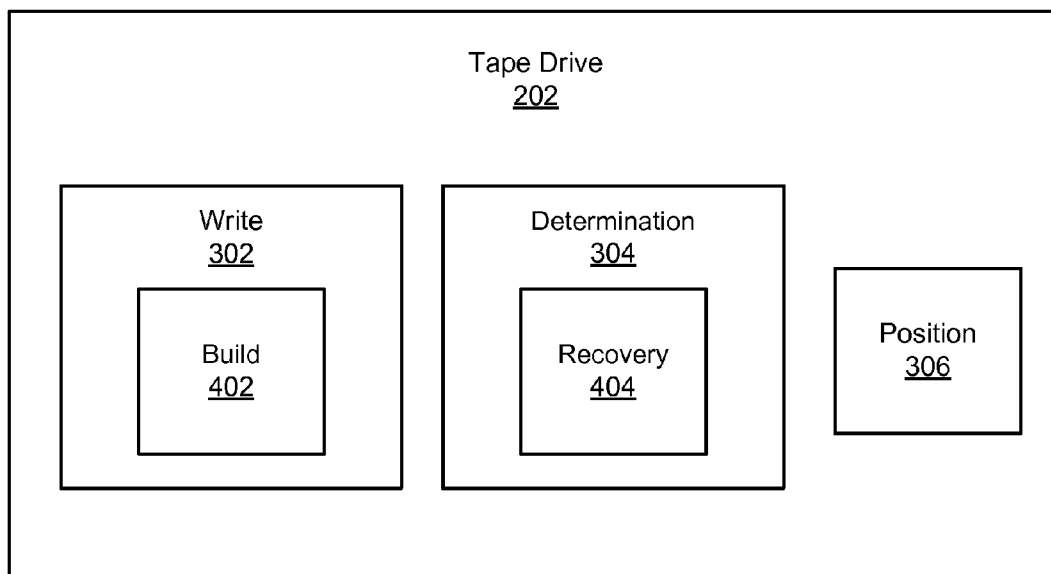 Tape Drive
202
Write
302
Build
402
Determination
304
Recovery
404
Position
306